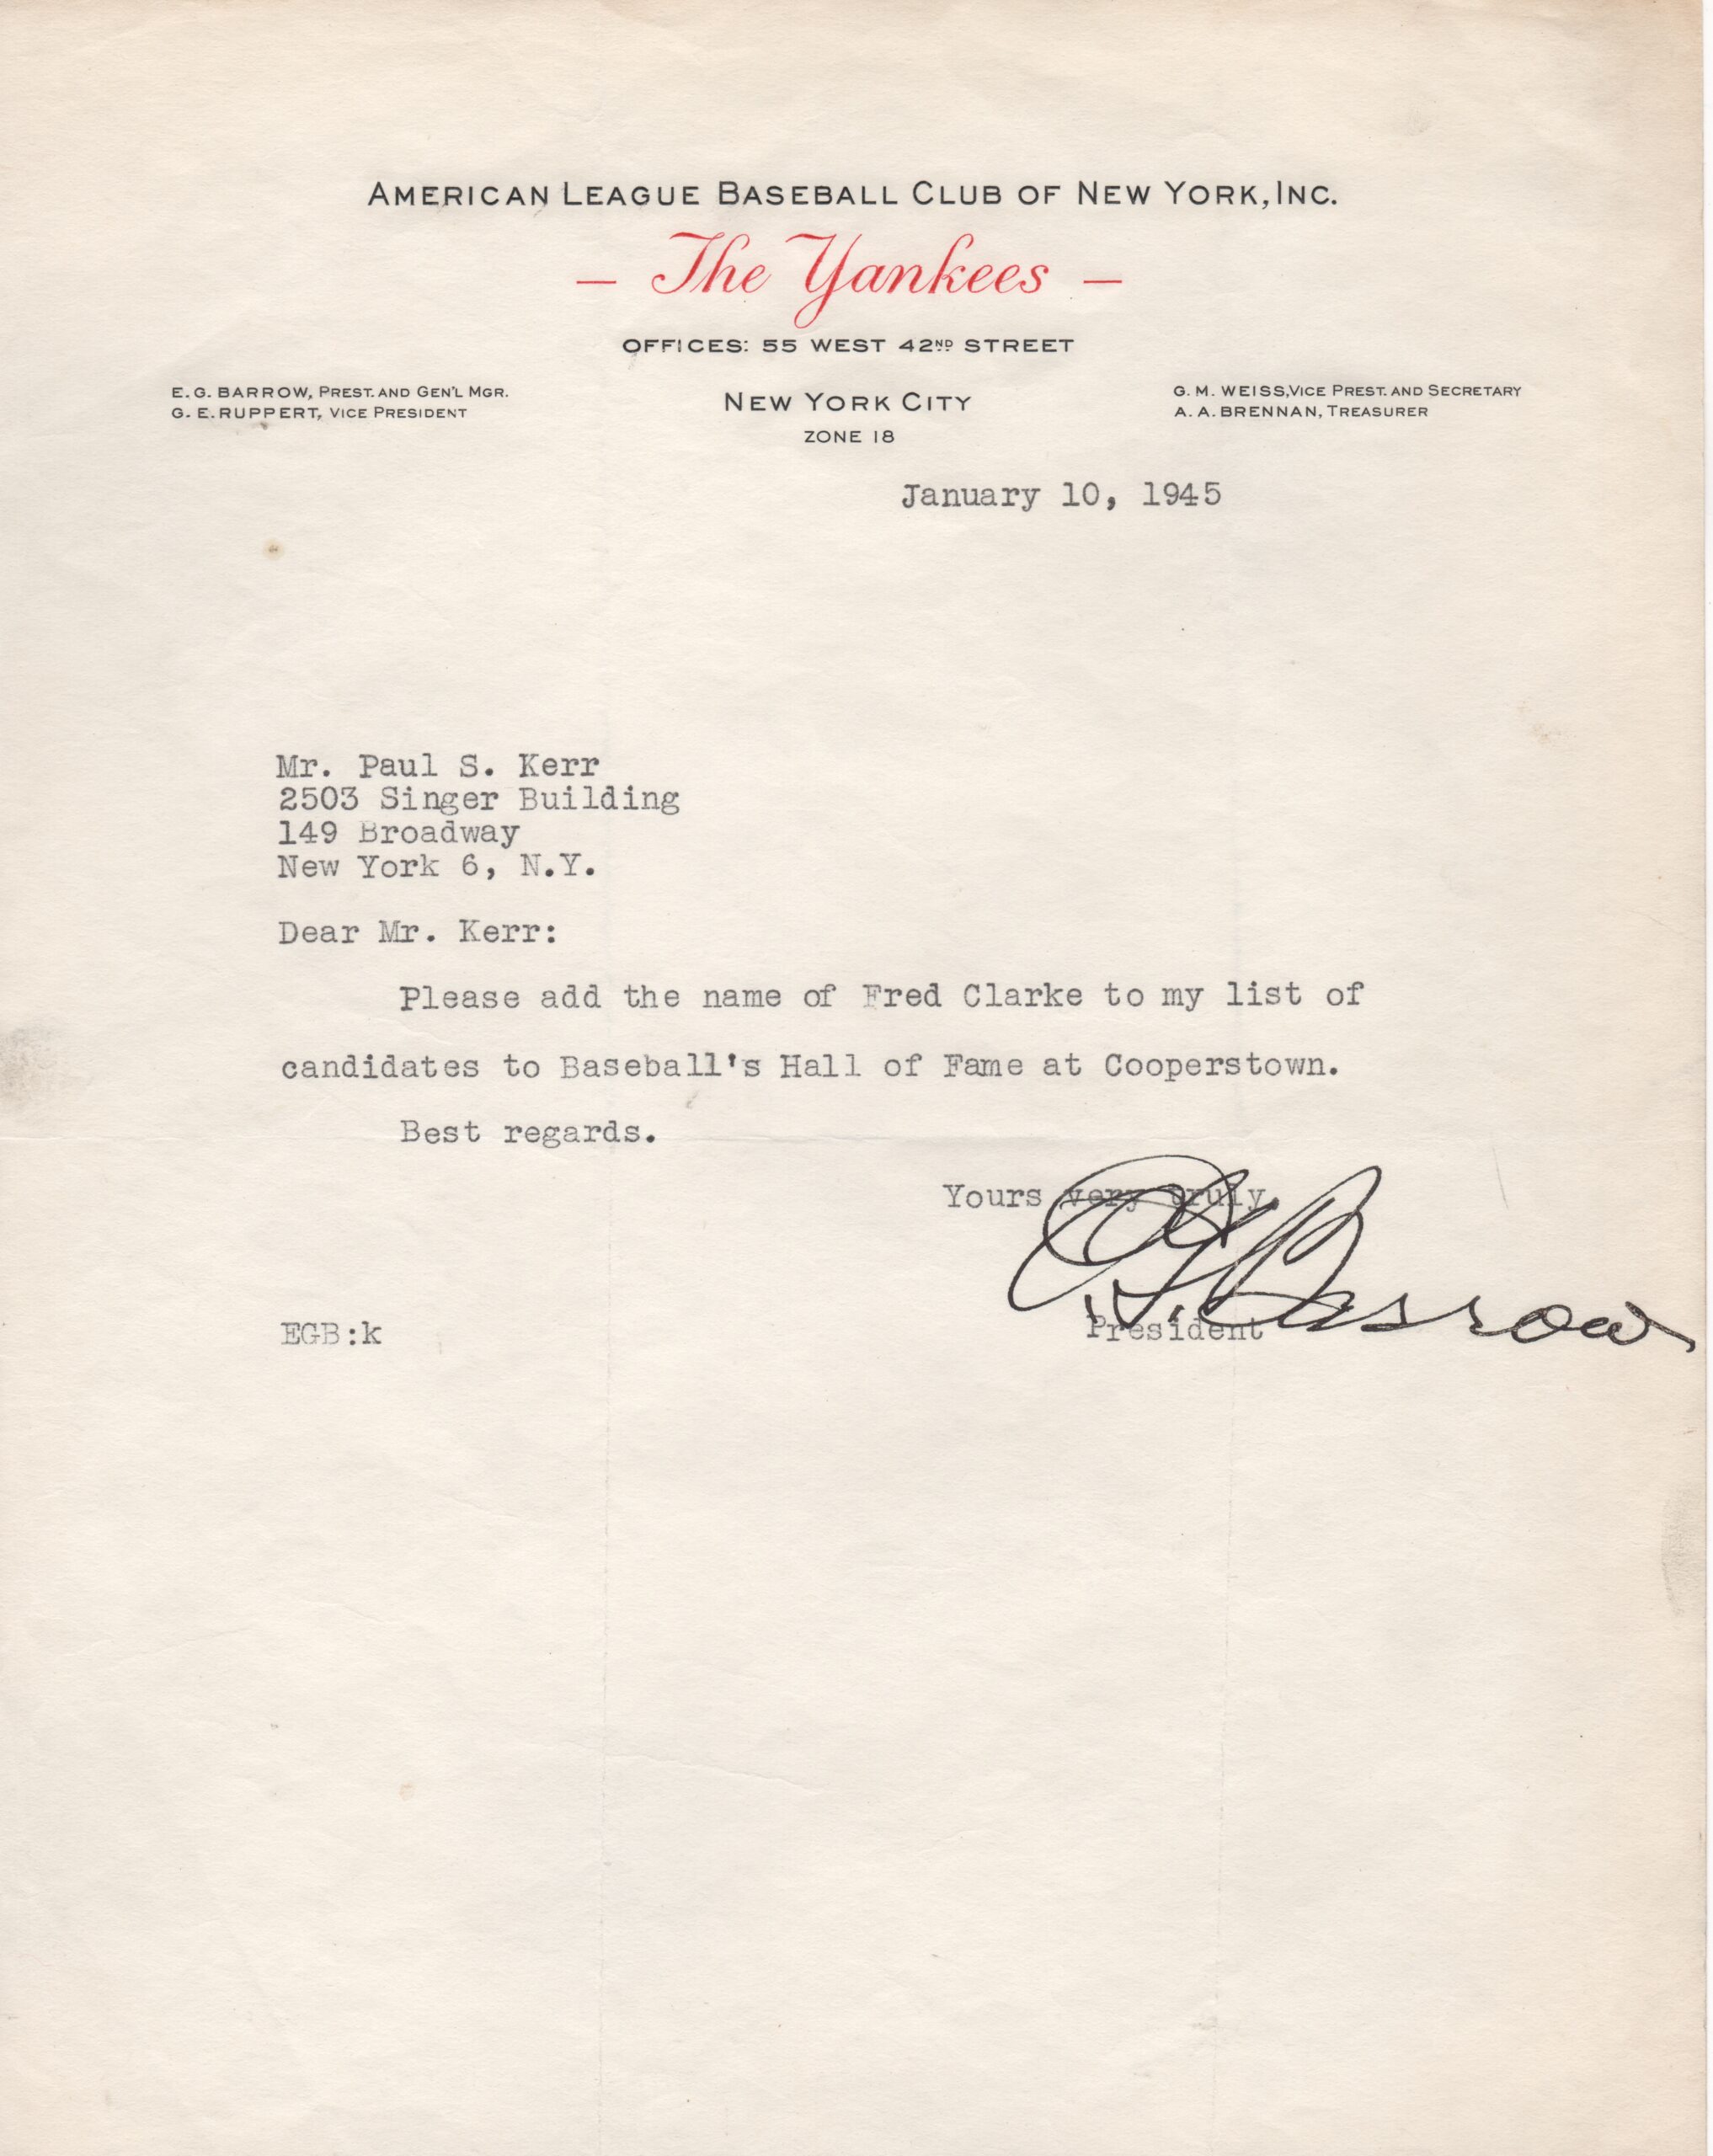 AMERICAN LEAGUE BASEBALL CLUB OF NEW YORK, INC.
— The Yankees —
OFFICES: 55 WEST 42ND STREET
E. G. BARROW, PREST. AND GEN'L MGR.
G. E. RUPPERT, VICE PRESIDENT
NEW YORK CITY
ZONE 18
G. M. WEISS, VICE PREST. AND SECRETARY
A. A. BRENNAN, TREASURER
January 10, 1945
Mr. Paul S. Kerr
2503 Singer Building
149 Broadway
New York 6, N.Y.
Dear Mr. Kerr:
Please add the name of Fred Clarke to my list of
candidates to Baseball's Hall of Fame at Cooperstown.
Best regards.
Yours very truly,
E.G. Barrow
President
EGB:k